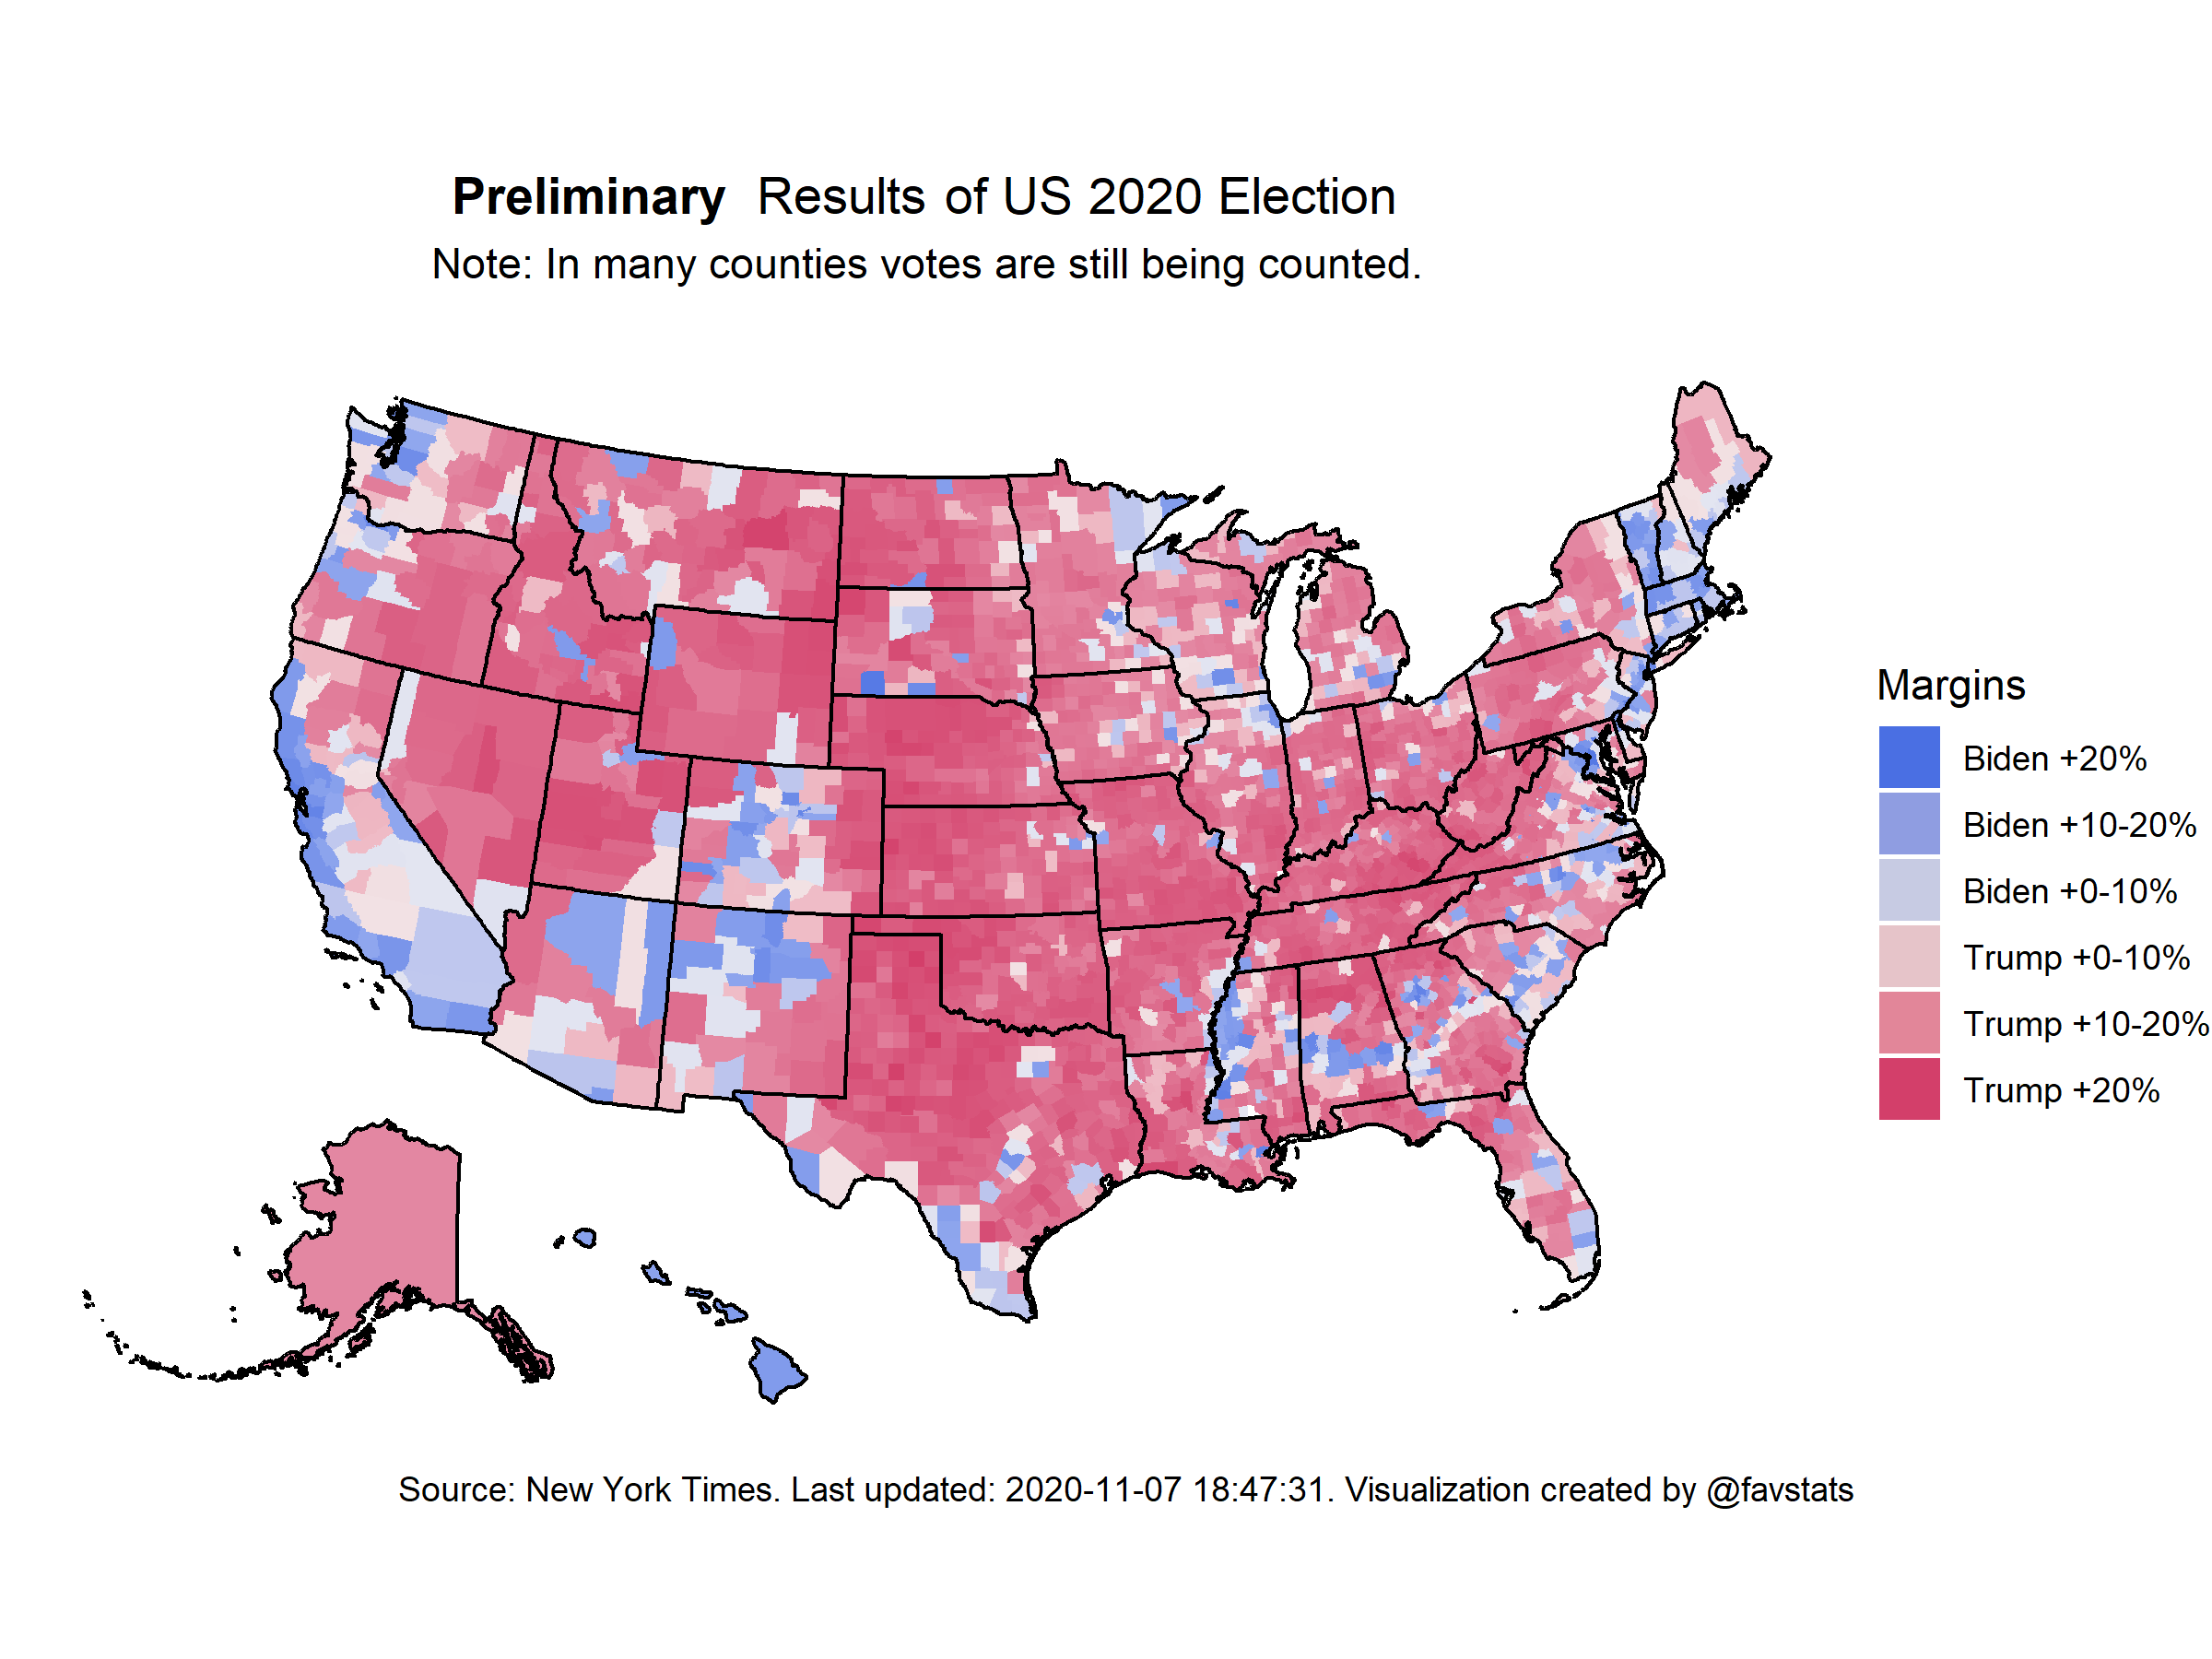 Preliminary Results of US 2020 Election
Note: In many counties votes are still being counted.
Margins
Biden +20%
Biden +10-20%
Biden +0-10%
Trump +0-10%
Trump +10-20%
Trump +20%
Source: New York Times. Last updated: 2020-11-07 18:47:31. Visualization created by @favstats